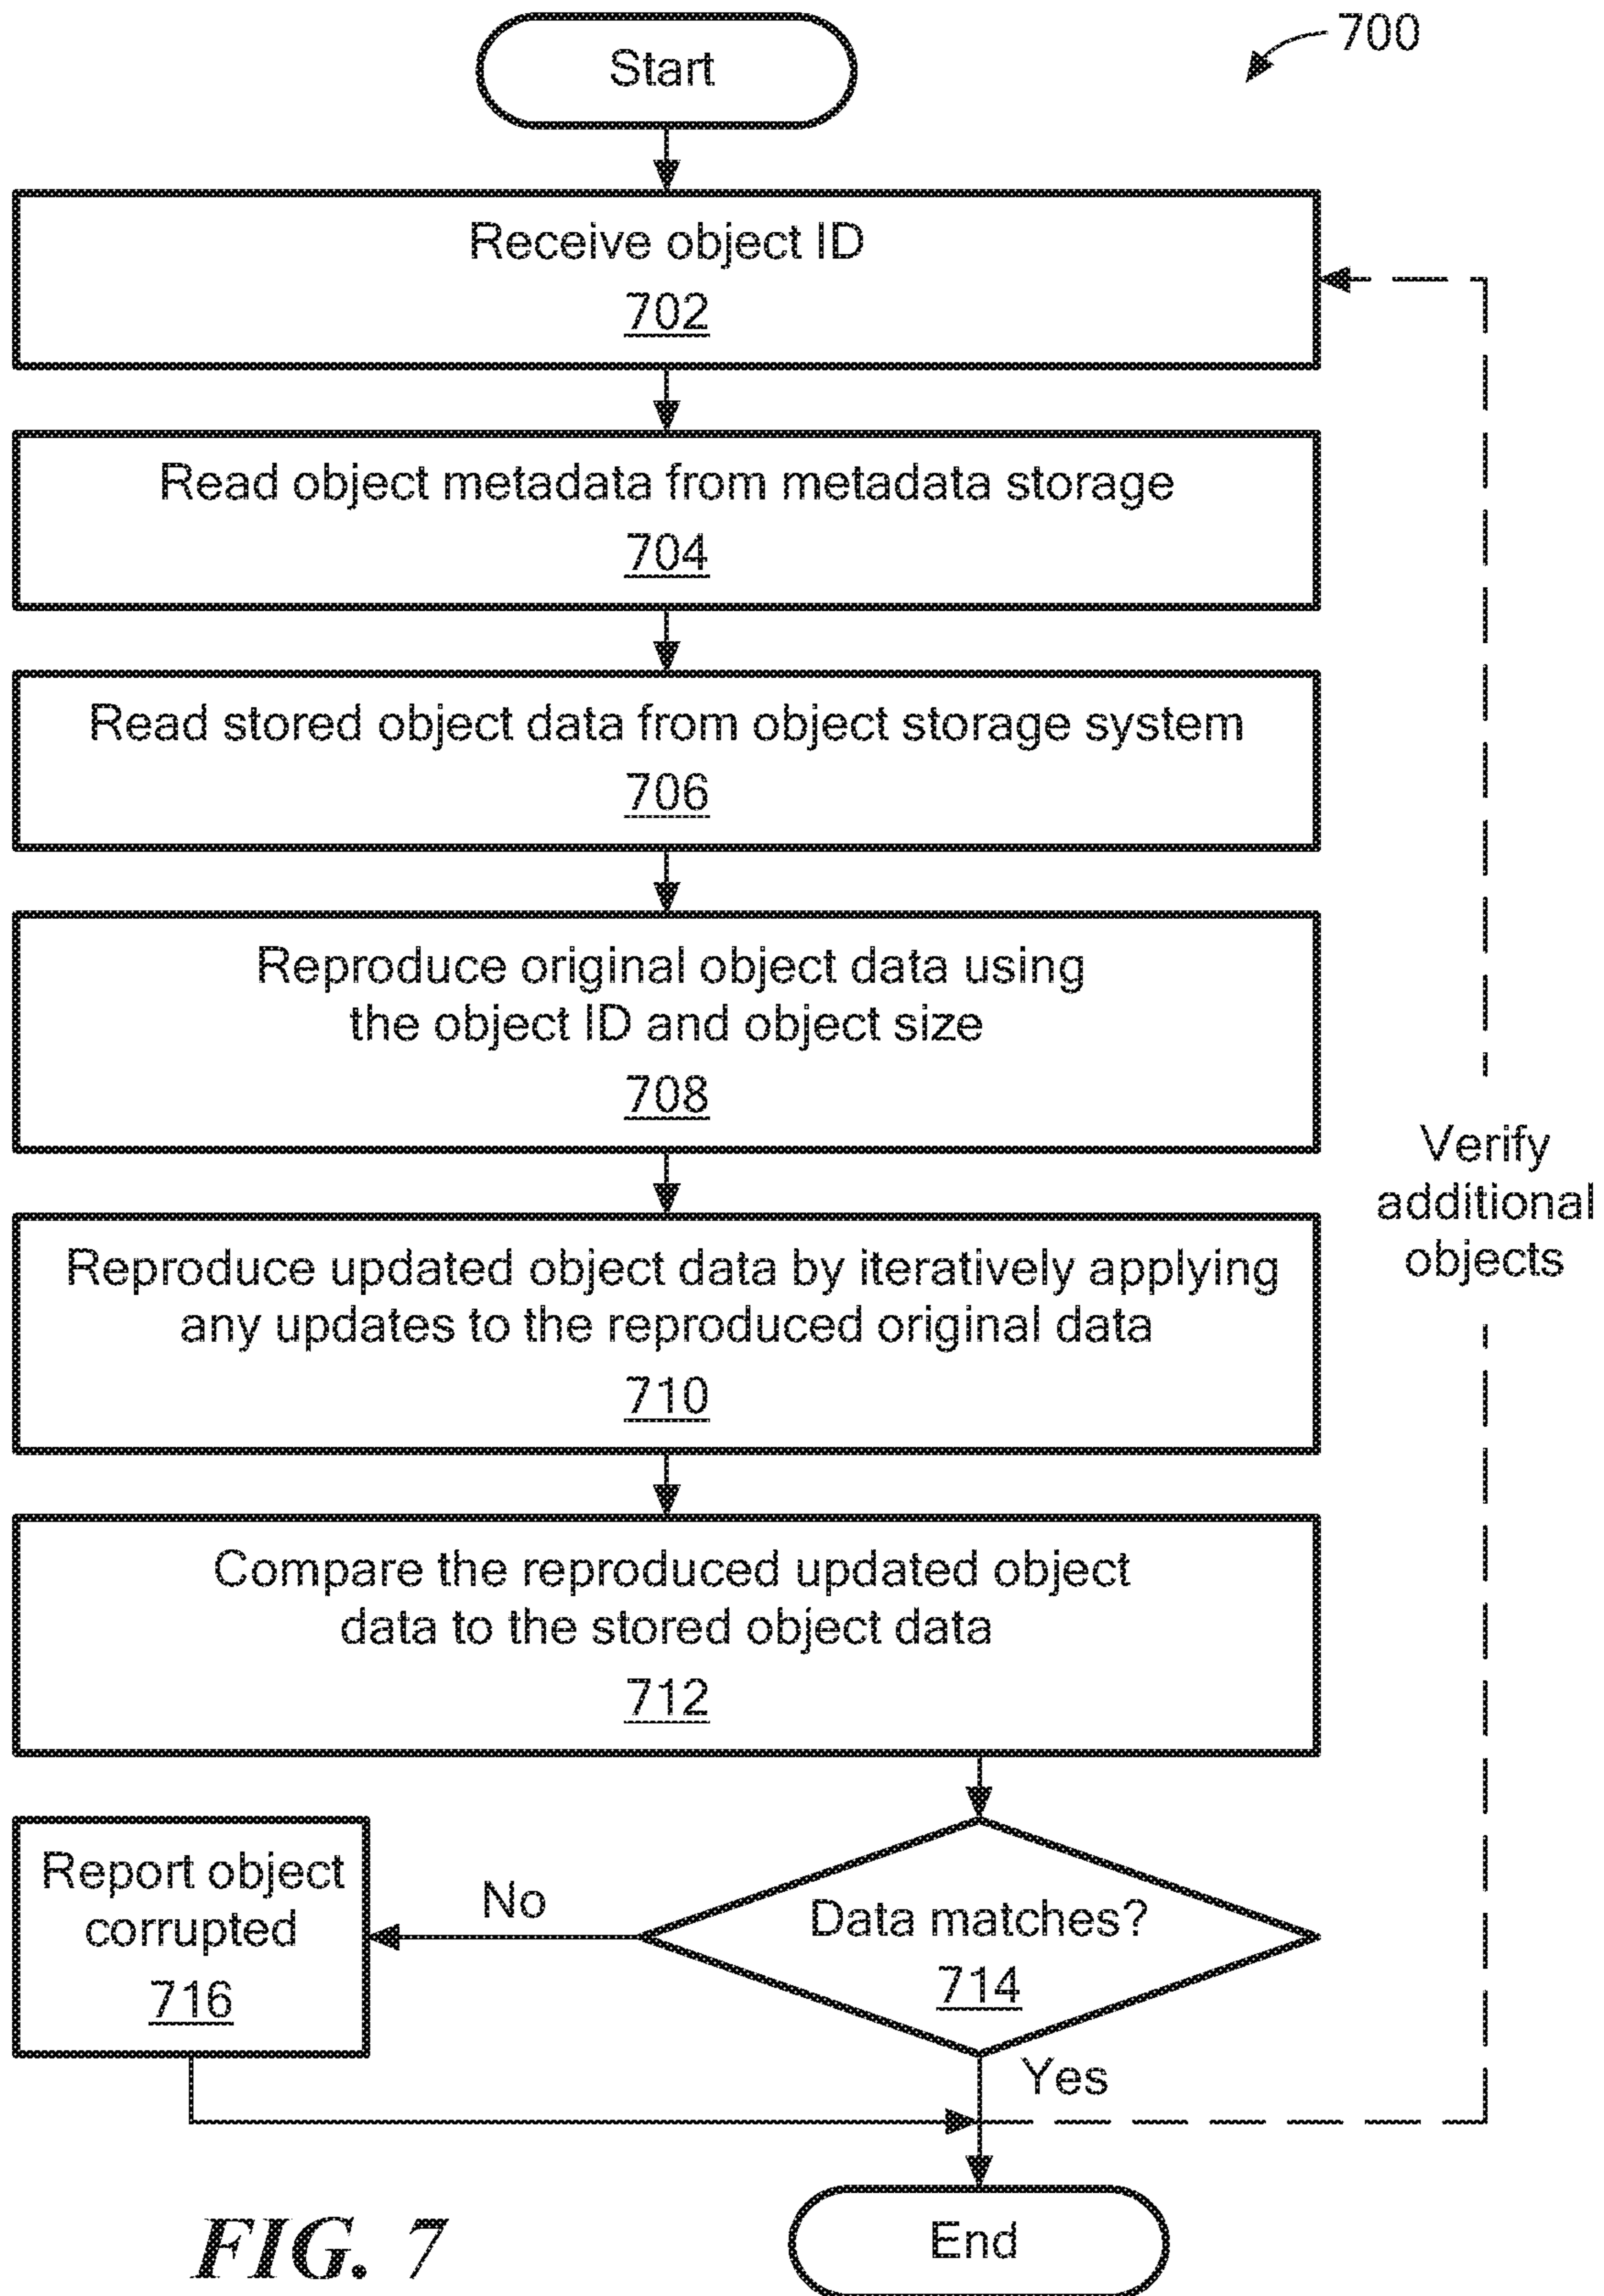 700
Start
Receive object ID
702
Read object metadata from metadata storage
704
Read stored object data from object storage system
706
Reproduce original object data using
the object ID and object size
708
Verify
additional
objects
Reproduce updated object data by iteratively applying
any updates to the reproduced original data
710
Compare the reproduced updated object
data to the stored object data
712
Data matches?
714
No
Report object
corrupted
716
Yes
End
FIG. 7